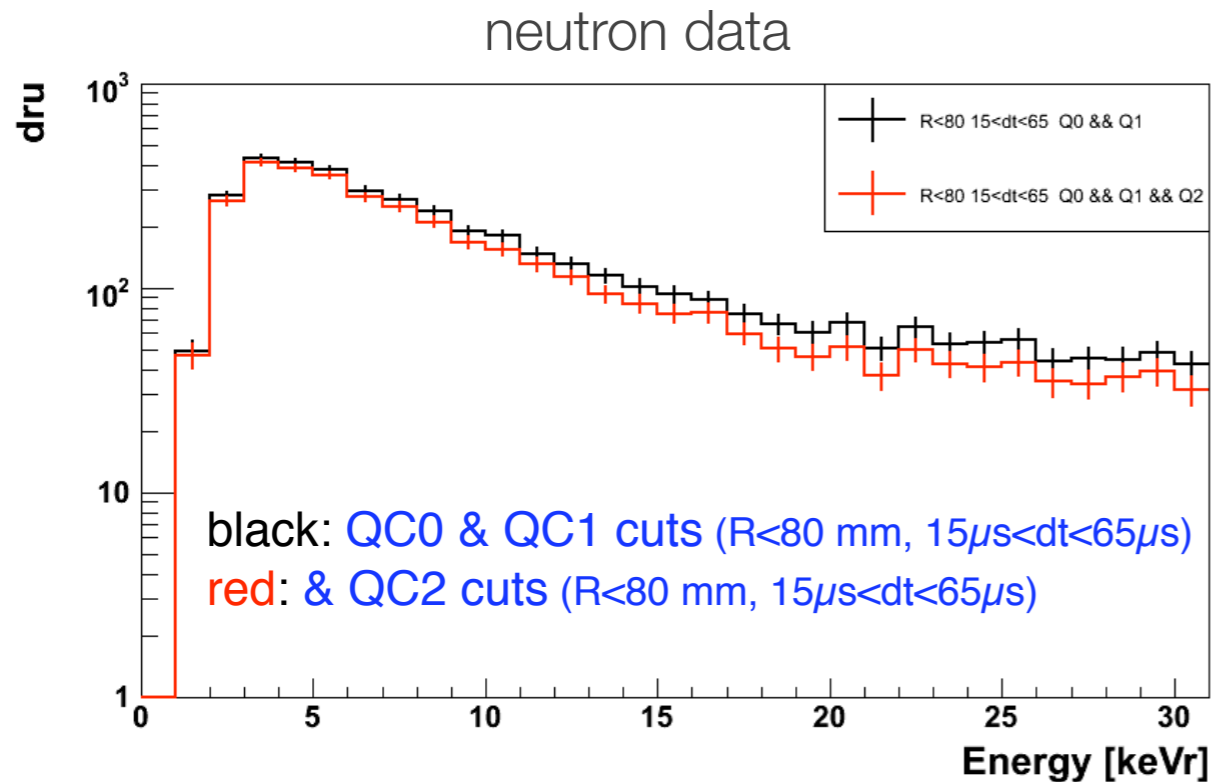 neutron data
dru
10³
10²
10
1
R<80 15<dt<65 Q0 && Q1
R<80 15<dt<65 Q0 && Q1 && Q2
black: QC0 & QC1 cuts (R<80 mm, 15µs<dt<65µs)
red: & QC2 cuts (R<80 mm, 15µs<dt<65µs)
0 5 10 15 20 25 30
Energy [keVr]